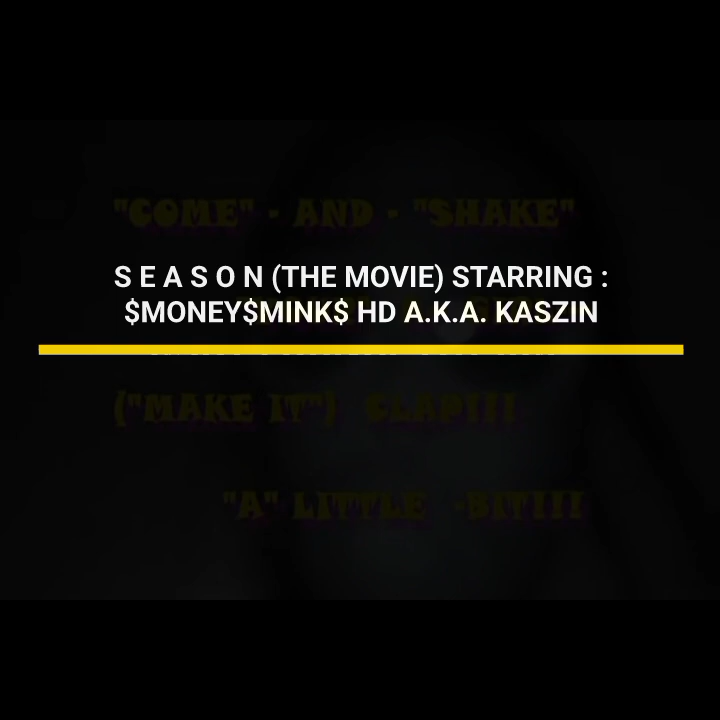 "COME" - AND - "SHAKE"
S E A S O N (THE MOVIE) STARRING :
$MONEY$MINK$ HD A.K.A. KASZIN
("MAKE IT") CLAP!!!
"A" LITTLE -BIT!!!